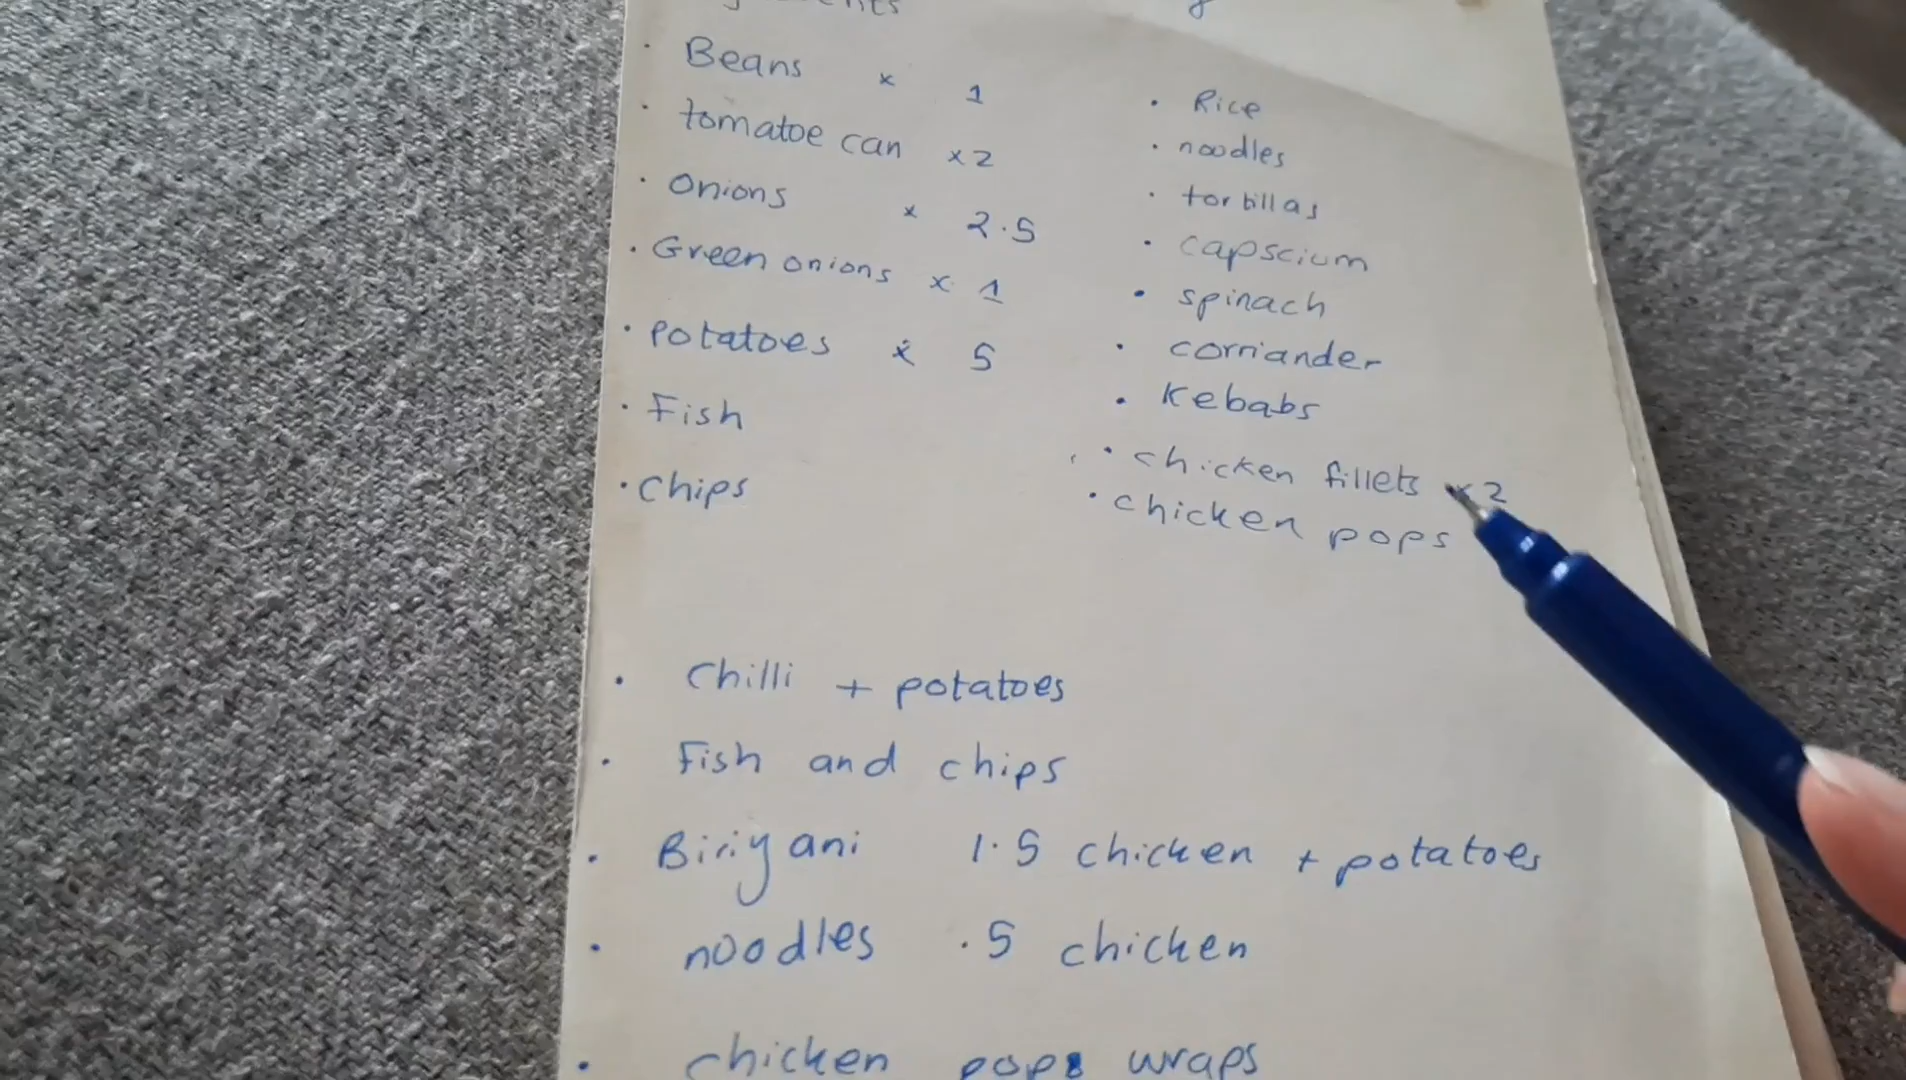 · Beans x 1
· tomatoe can x2
· Onions x 2.5
· Green onions x 1
· potatoes x 5
· Fish
· Chips
· Rice
· noodles
· tortillas
· capscium
· spinach
· corriander
· Kebabs
· chicken fillets x2
· chicken pops
· Chilli + potatoes
· Fish and chips
· Biriyani 1.5 chicken + potatoes
· noodles .5 chicken
· chicken pops wraps